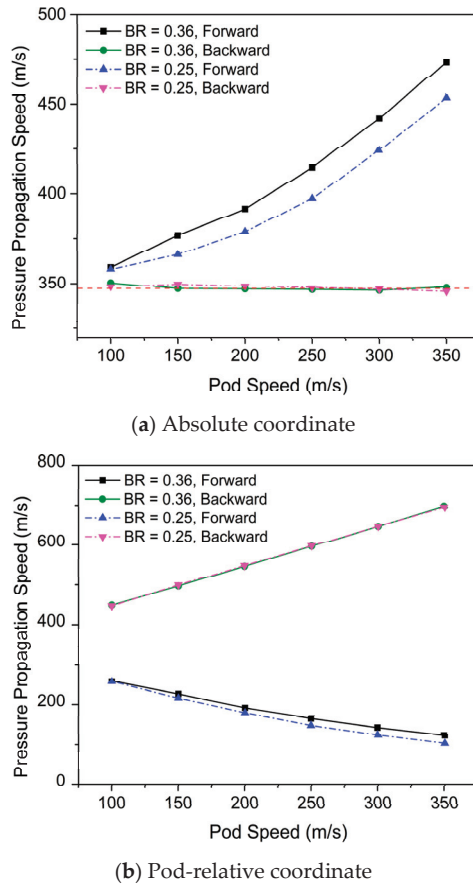 BR = 0.36, Forward
BR = 0.36, Backward
BR = 0.25, Forward
BR = 0.25, Backward
500
450
400
350
Pressure Propagation Speed (m/s)
100 150 200 250 300 350
Pod Speed (m/s)
(a) Absolute coordinate
BR = 0.36, Forward
BR = 0.36, Backward
BR = 0.25, Forward
BR = 0.25, Backward
800
600
400
200
0
Pressure Propagation Speed (m/s)
100 150 200 250 300 350
Pod Speed (m/s)
(b) Pod-relative coordinate